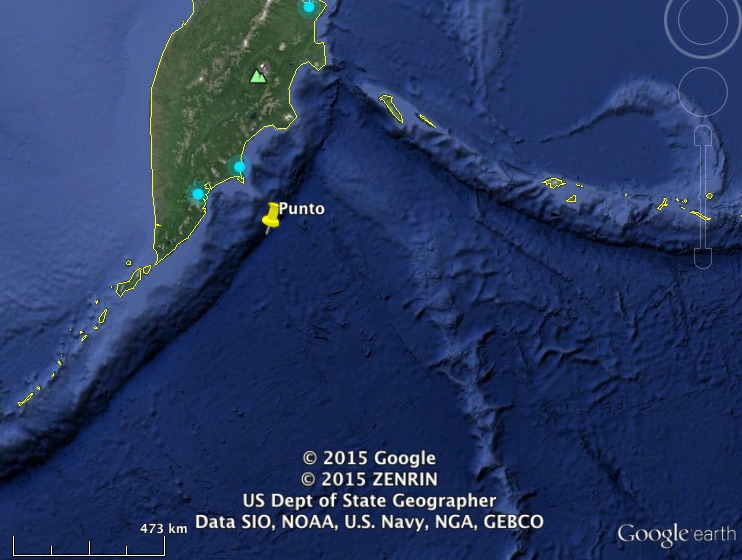 Punto
© 2015 Google
© 2015 ZENRIN
US Dept of State Geographer
Data SIO, NOAA, U.S. Navy, NGA, GEBCO
473 km
Google earth